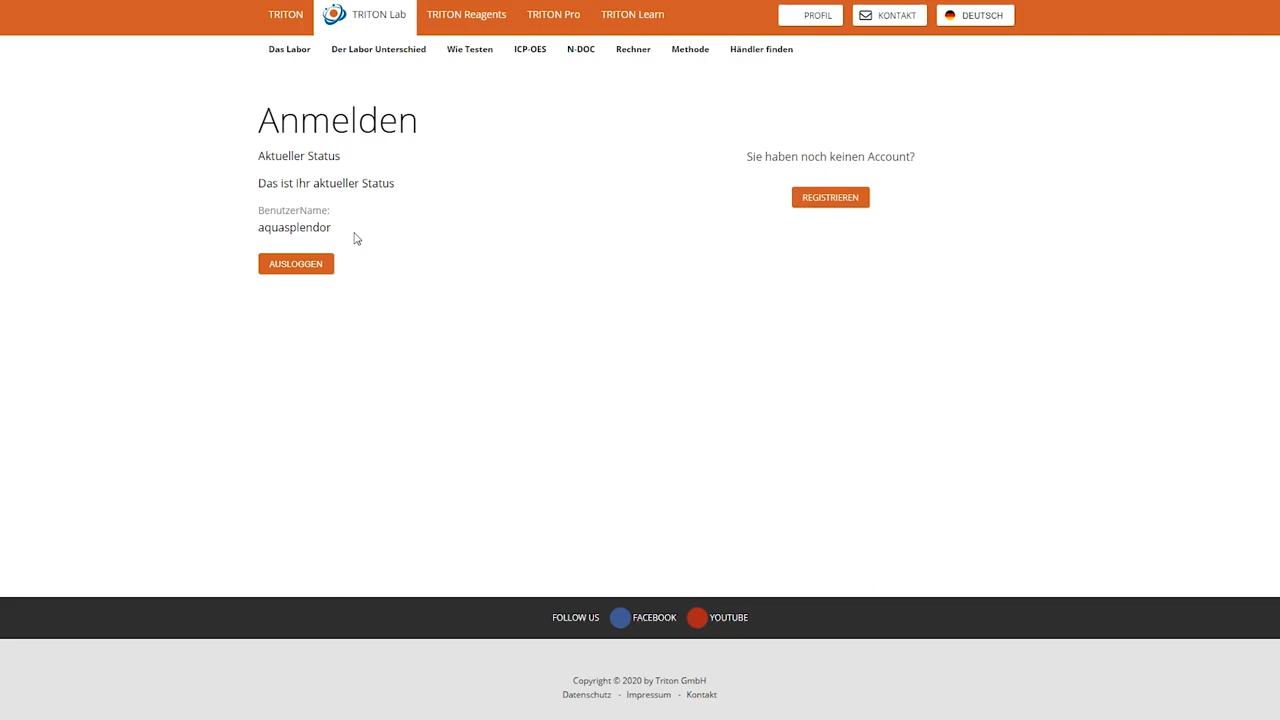 TRITON
TRITON Lab
TRITON Reagents
TRITON Pro
TRITON Learn
PROFIL
KONTAKT
DEUTSCH
Das Labor
Der Labor Unterschied
Wie Testen
ICP-OES
N-DOC
Rechner
Methode
Händler finden
Anmelden
Aktueller Status
Das ist Ihr aktueller Status
BenutzerName:
aquasplendor
AUSLOGGEN
Sie haben noch keinen Account?
REGISTRIEREN
FOLLOW US
FACEBOOK
YOUTUBE
Copyright © 2020 by Triton GmbH
Datenschutz - Impressum - Kontakt